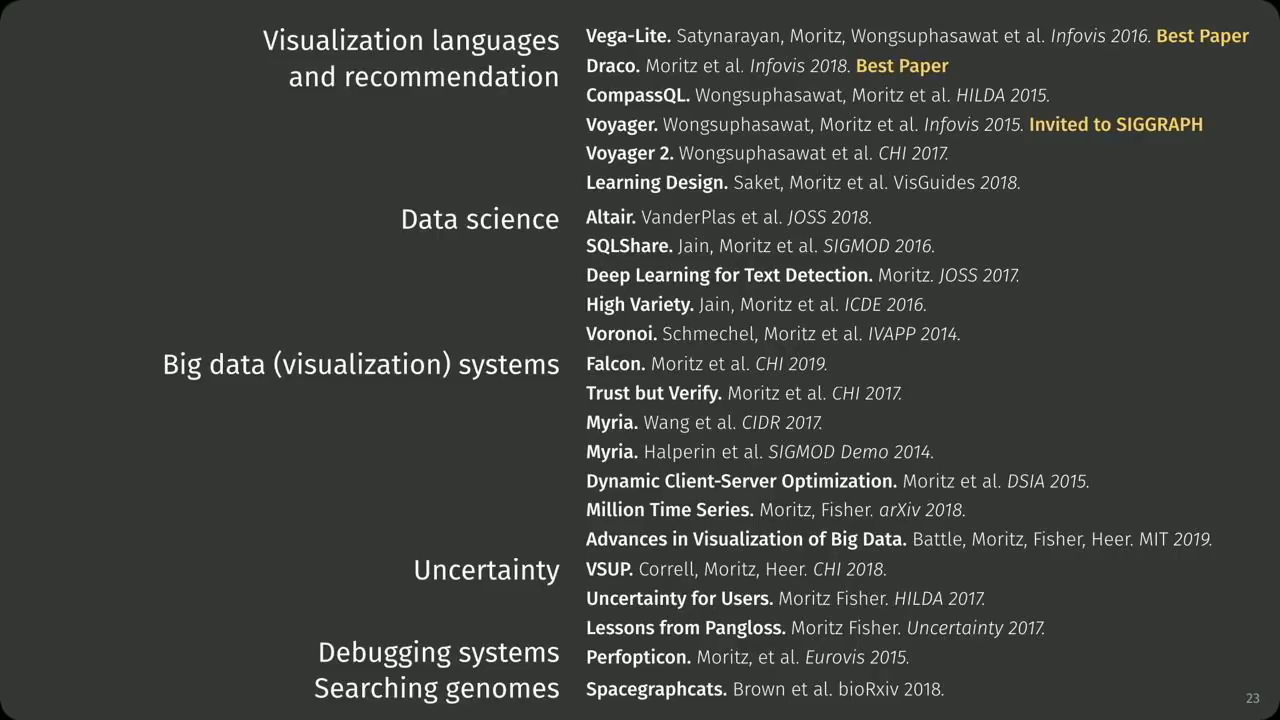 Visualization languages
and recommendation
Vega-Lite. Satynarayan, Moritz, Wongsuphasawat et al. Infovis 2016. Best Paper
Draco. Moritz et al. Infovis 2018. Best Paper
CompassQL. Wongsuphasawat, Moritz et al. HILDA 2015.
Voyager. Wongsuphasawat, Moritz et al. Infovis 2015. Invited to SIGGRAPH
Voyager 2. Wongsuphasawat et al. CHI 2017.
Learning Design. Saket, Moritz et al. VisGuides 2018.
Data science
Altair. VanderPlas et al. JOSS 2018.
SQLShare. Jain, Moritz et al. SIGMOD 2016.
Deep Learning for Text Detection. Moritz. JOSS 2017.
High Variety. Jain, Moritz et al. ICDE 2016.
Voronoi. Schmechel, Moritz et al. IVAPP 2014.
Big data (visualization) systems
Falcon. Moritz et al. CHI 2019.
Trust but Verify. Moritz et al. CHI 2017.
Myria. Wang et al. CIDR 2017.
Myria. Halperin et al. SIGMOD Demo 2014.
Dynamic Client-Server Optimization. Moritz et al. DSIA 2015.
Million Time Series. Moritz, Fisher. arXiv 2018.
Advances in Visualization of Big Data. Battle, Moritz, Fisher, Heer. MIT 2019.
Uncertainty
VSUP. Correll, Moritz, Heer. CHI 2018.
Uncertainty for Users. Moritz Fisher. HILDA 2017.
Lessons from Pangloss. Moritz Fisher. Uncertainty 2017.
Debugging systems
Perfopticon. Moritz, et al. Eurovis 2015.
Searching genomes
Spacegraphcats. Brown et al. bioRxiv 2018.
23